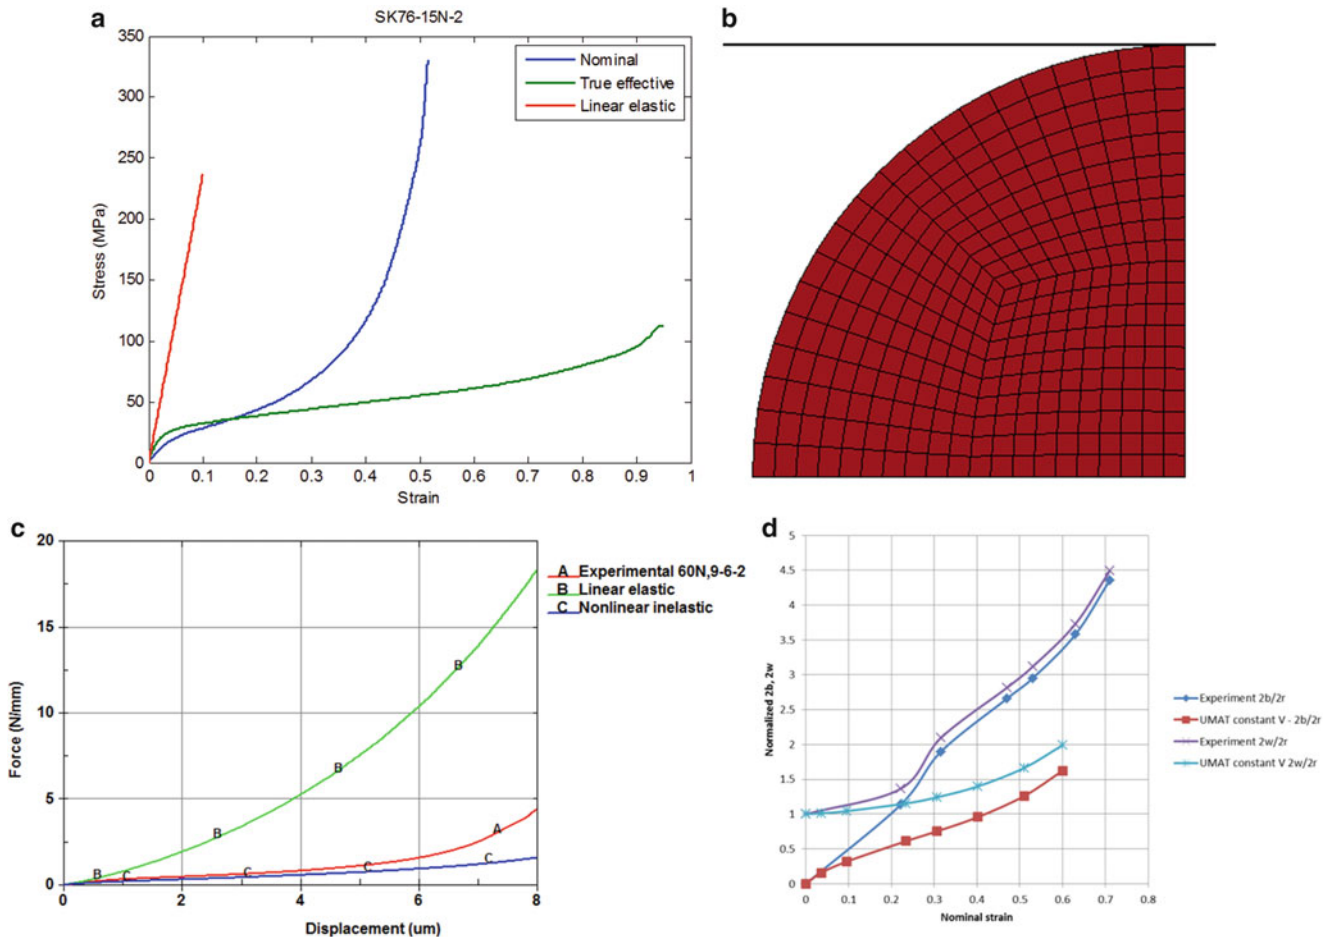 a
SK76-15N-2
350
300
250
200
150
100
50
0
Stress (MPa)
Nominal
True effective
Linear elastic
0 0.1 0.2 0.3 0.4 0.5 0.6 0.7 0.8 0.9 1
Strain
b
c
20
15
10
5
0
Force (N/mm)
A Experimental 60N,9-6-2
B Linear elastic
C Nonlinear inelastic
B B B B
A
C C C C
0 2 4 6 8
Displacement (um)
d
5
4.5
4
3.5
3
2.5
2
1.5
1
0.5
0
Normalized 2b, 2w
0 0.1 0.2 0.3 0.4 0.5 0.6 0.7 0.8
Nominal strain
Experiment 2b/2r
UMAT constant V - 2b/2r
Experiment 2w/2r
UMAT constant V 2w/2r